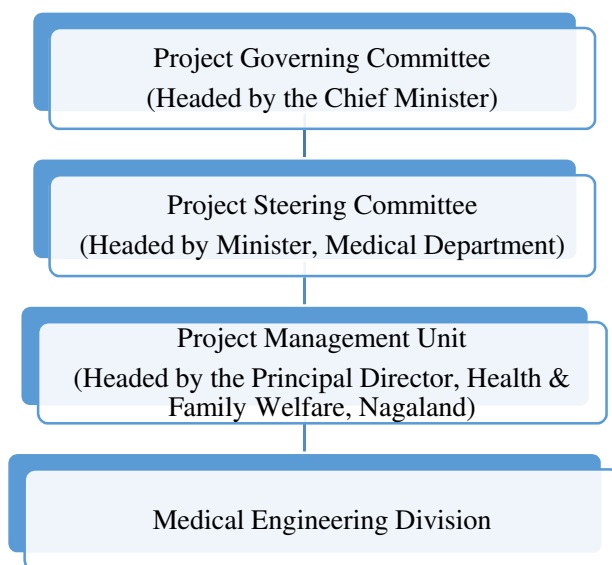 Project Governing Committee
(Headed by the Chief Minister)
Project Steering Committee
(Headed by Minister, Medical Department)
Project Management Unit
(Headed by the Principal Director, Health &
Family Welfare, Nagaland)
Medical Engineering Division